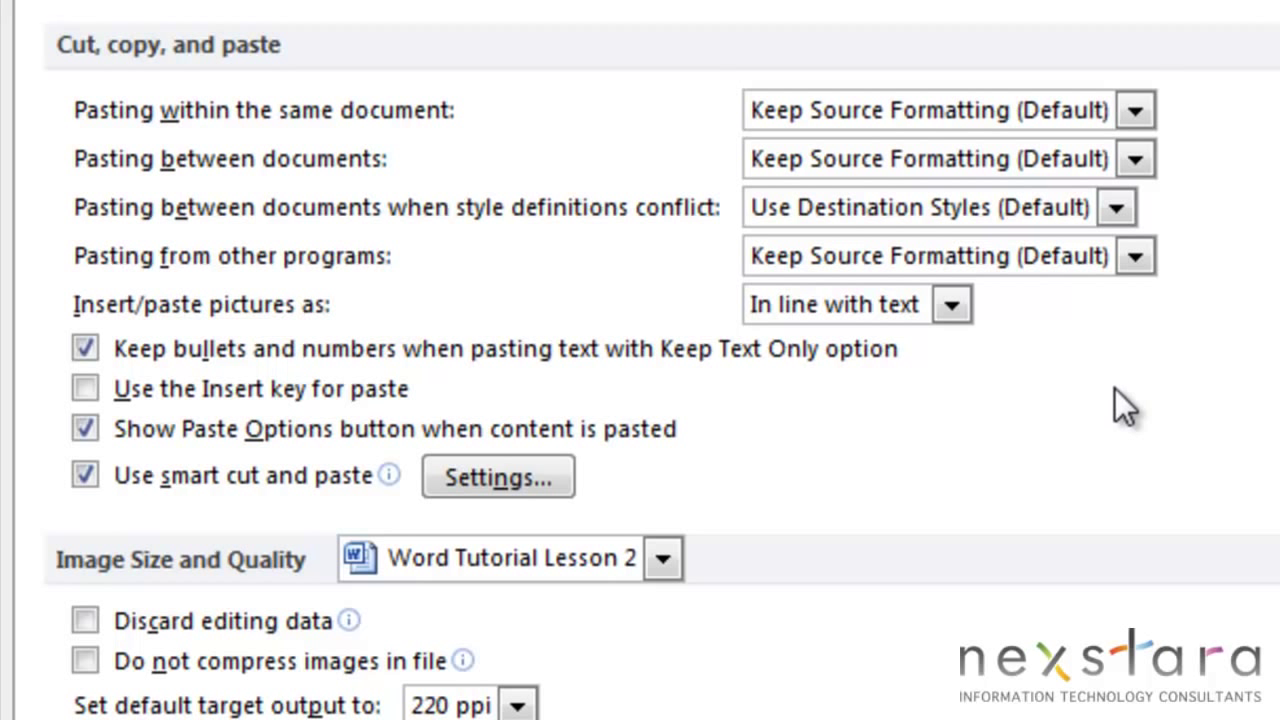 Cut, copy, and paste
Pasting within the same document: Keep Source Formatting (Default)
Pasting between documents: Keep Source Formatting (Default)
Pasting between documents when style definitions conflict: Use Destination Styles (Default)
Pasting from other programs: Keep Source Formatting (Default)
Insert/paste pictures as: In line with text
Keep bullets and numbers when pasting text with Keep Text Only option
Use the Insert key for paste
Show Paste Options button when content is pasted
Use smart cut and paste Settings...
Image Size and Quality Word Tutorial Lesson 2
Discard editing data
Do not compress images in file
Set default target output to: 220 ppi
nexstara
INFORMATION TECHNOLOGY CONSULTANTS